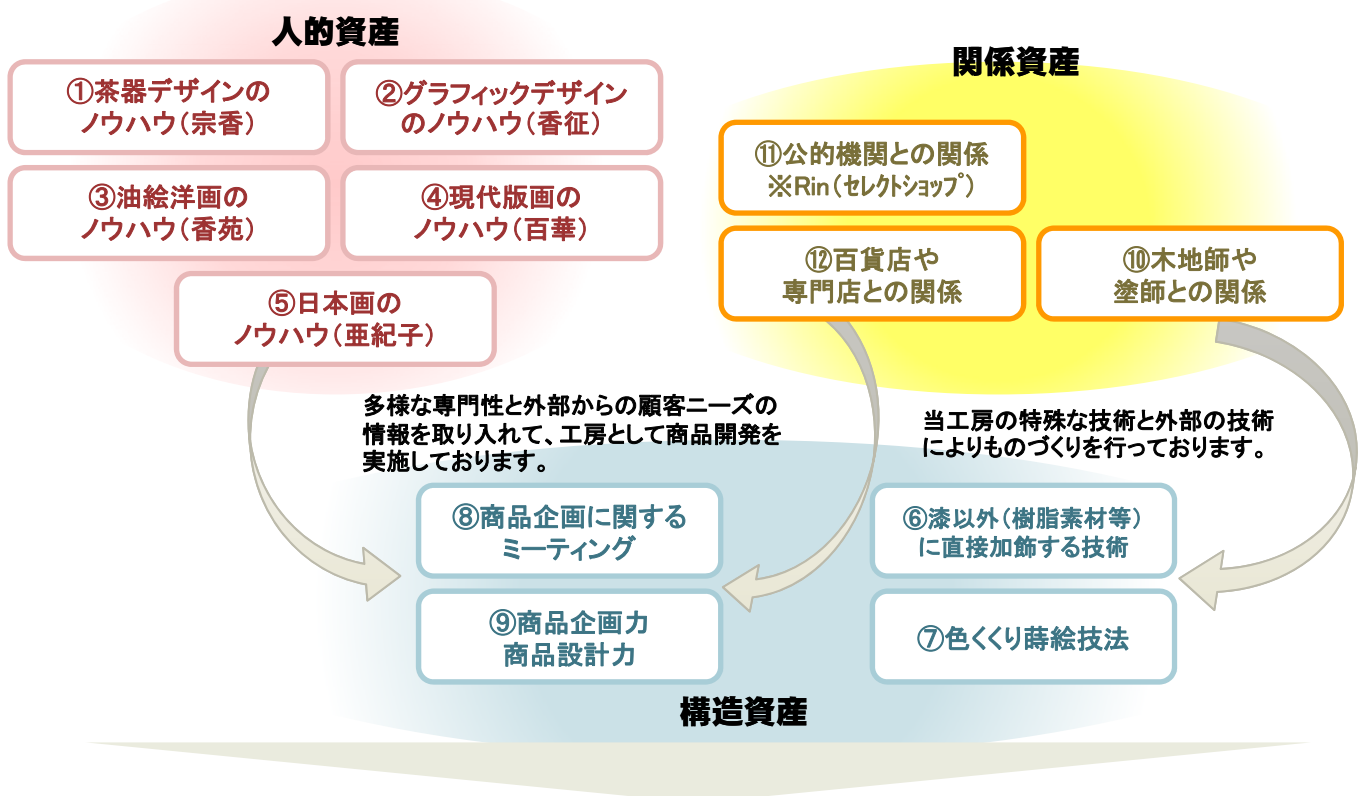 人的資産
①茶器デザインの
ノウハウ（宗香）
②グラフィックデザイン
のノウハウ（香征）
③油絵洋画の
ノウハウ（香苑）
④現代版画の
ノウハウ（百華）
⑤日本画の
ノウハウ（亜紀子）
関係資産
⑪公的機関との関係
※Rin（ｾﾚｸﾄｼｮｯﾌﾟ）
⑫百貨店や
専門店との関係
⑩木地師や
塗師との関係
多様な専門性と外部からの顧客ニーズの
情報を取り入れて、工房として商品開発を
実施しております。
当工房の特殊な技術と外部の技術
によりものづくりを行っております。
⑧商品企画に関する
ミーティング
⑨商品企画力
商品設計力
⑥漆以外（樹脂素材等）
に直接加飾する技術
⑦色くくり蒔絵技法
構造資産